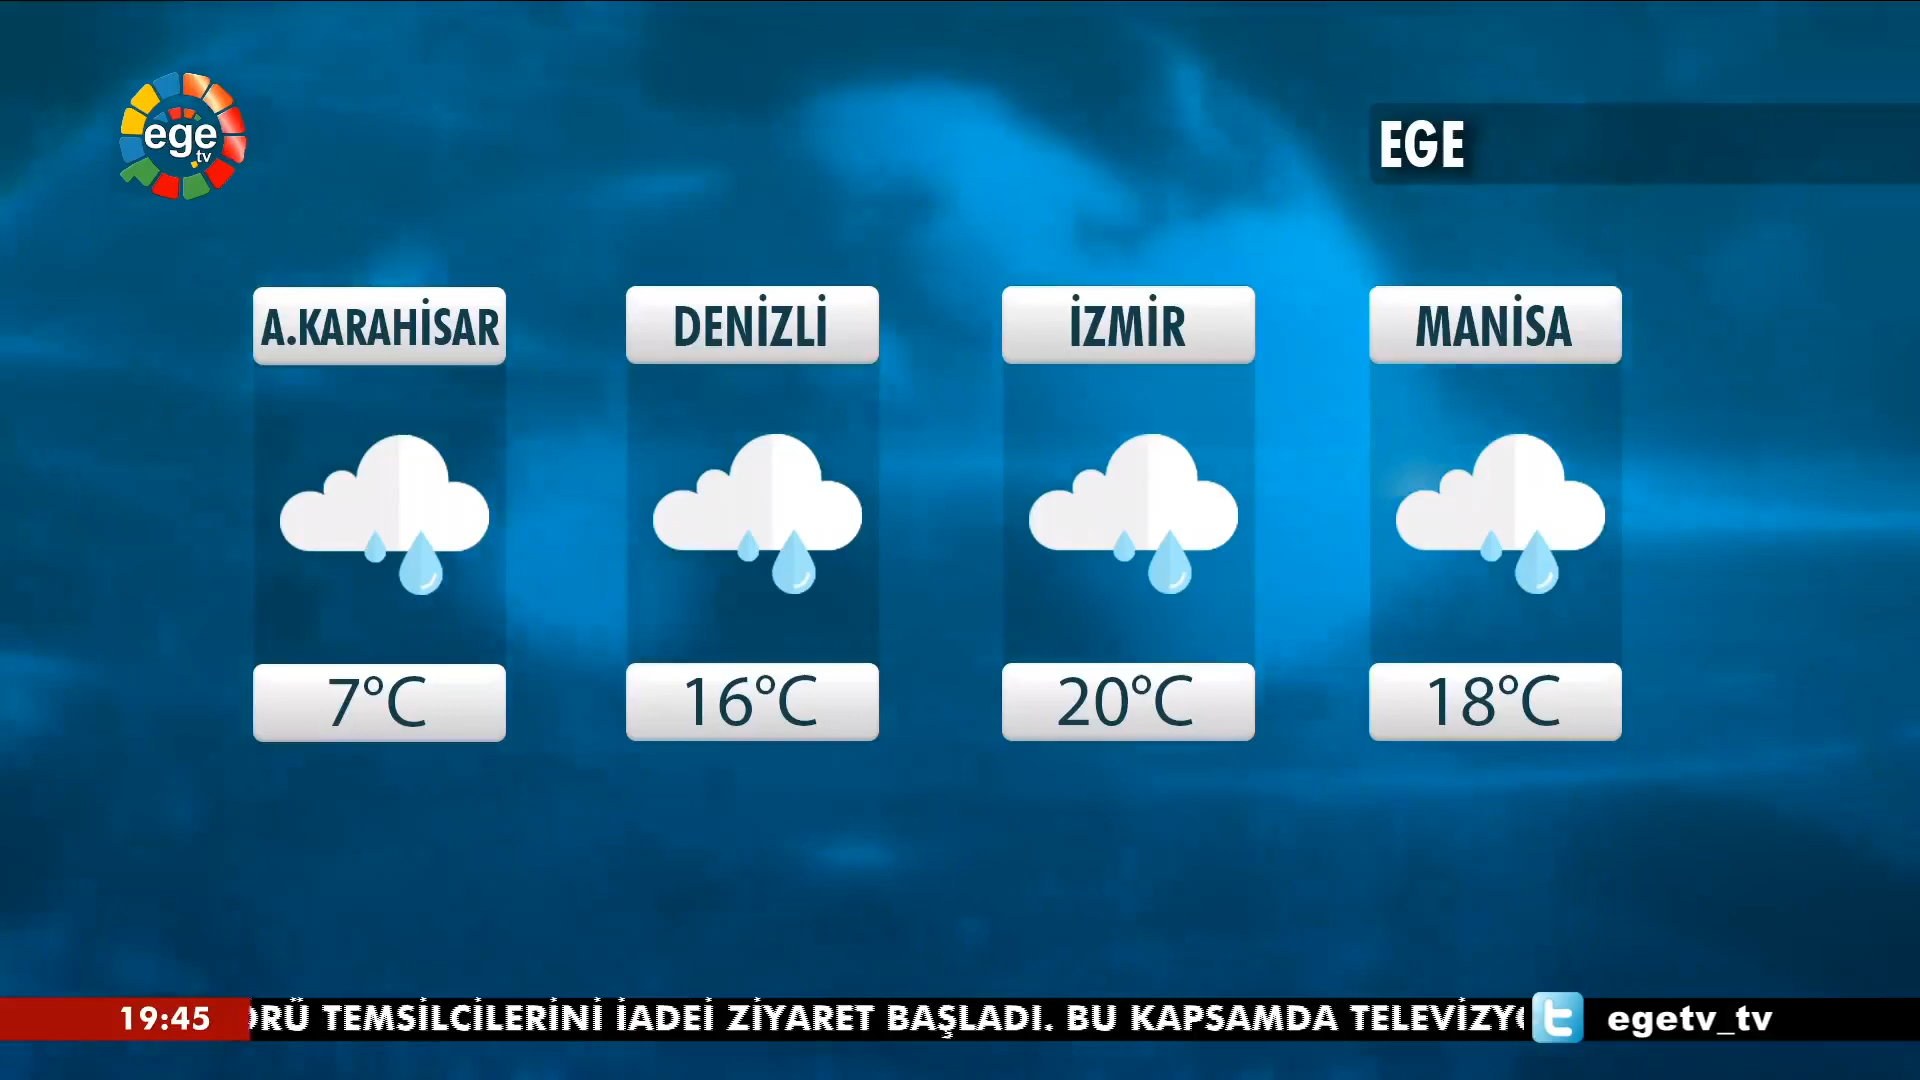 ege
tv
EGE
A.KARAHİSAR
DENİZLİ
İZMİR
MANİSA
7°C
16°C
20°C
18°C
19:45
TEMSİLCİLERİNİ İADEİ ZİYARET BAŞLADI. BU KAPSAMDA
egetv_tv